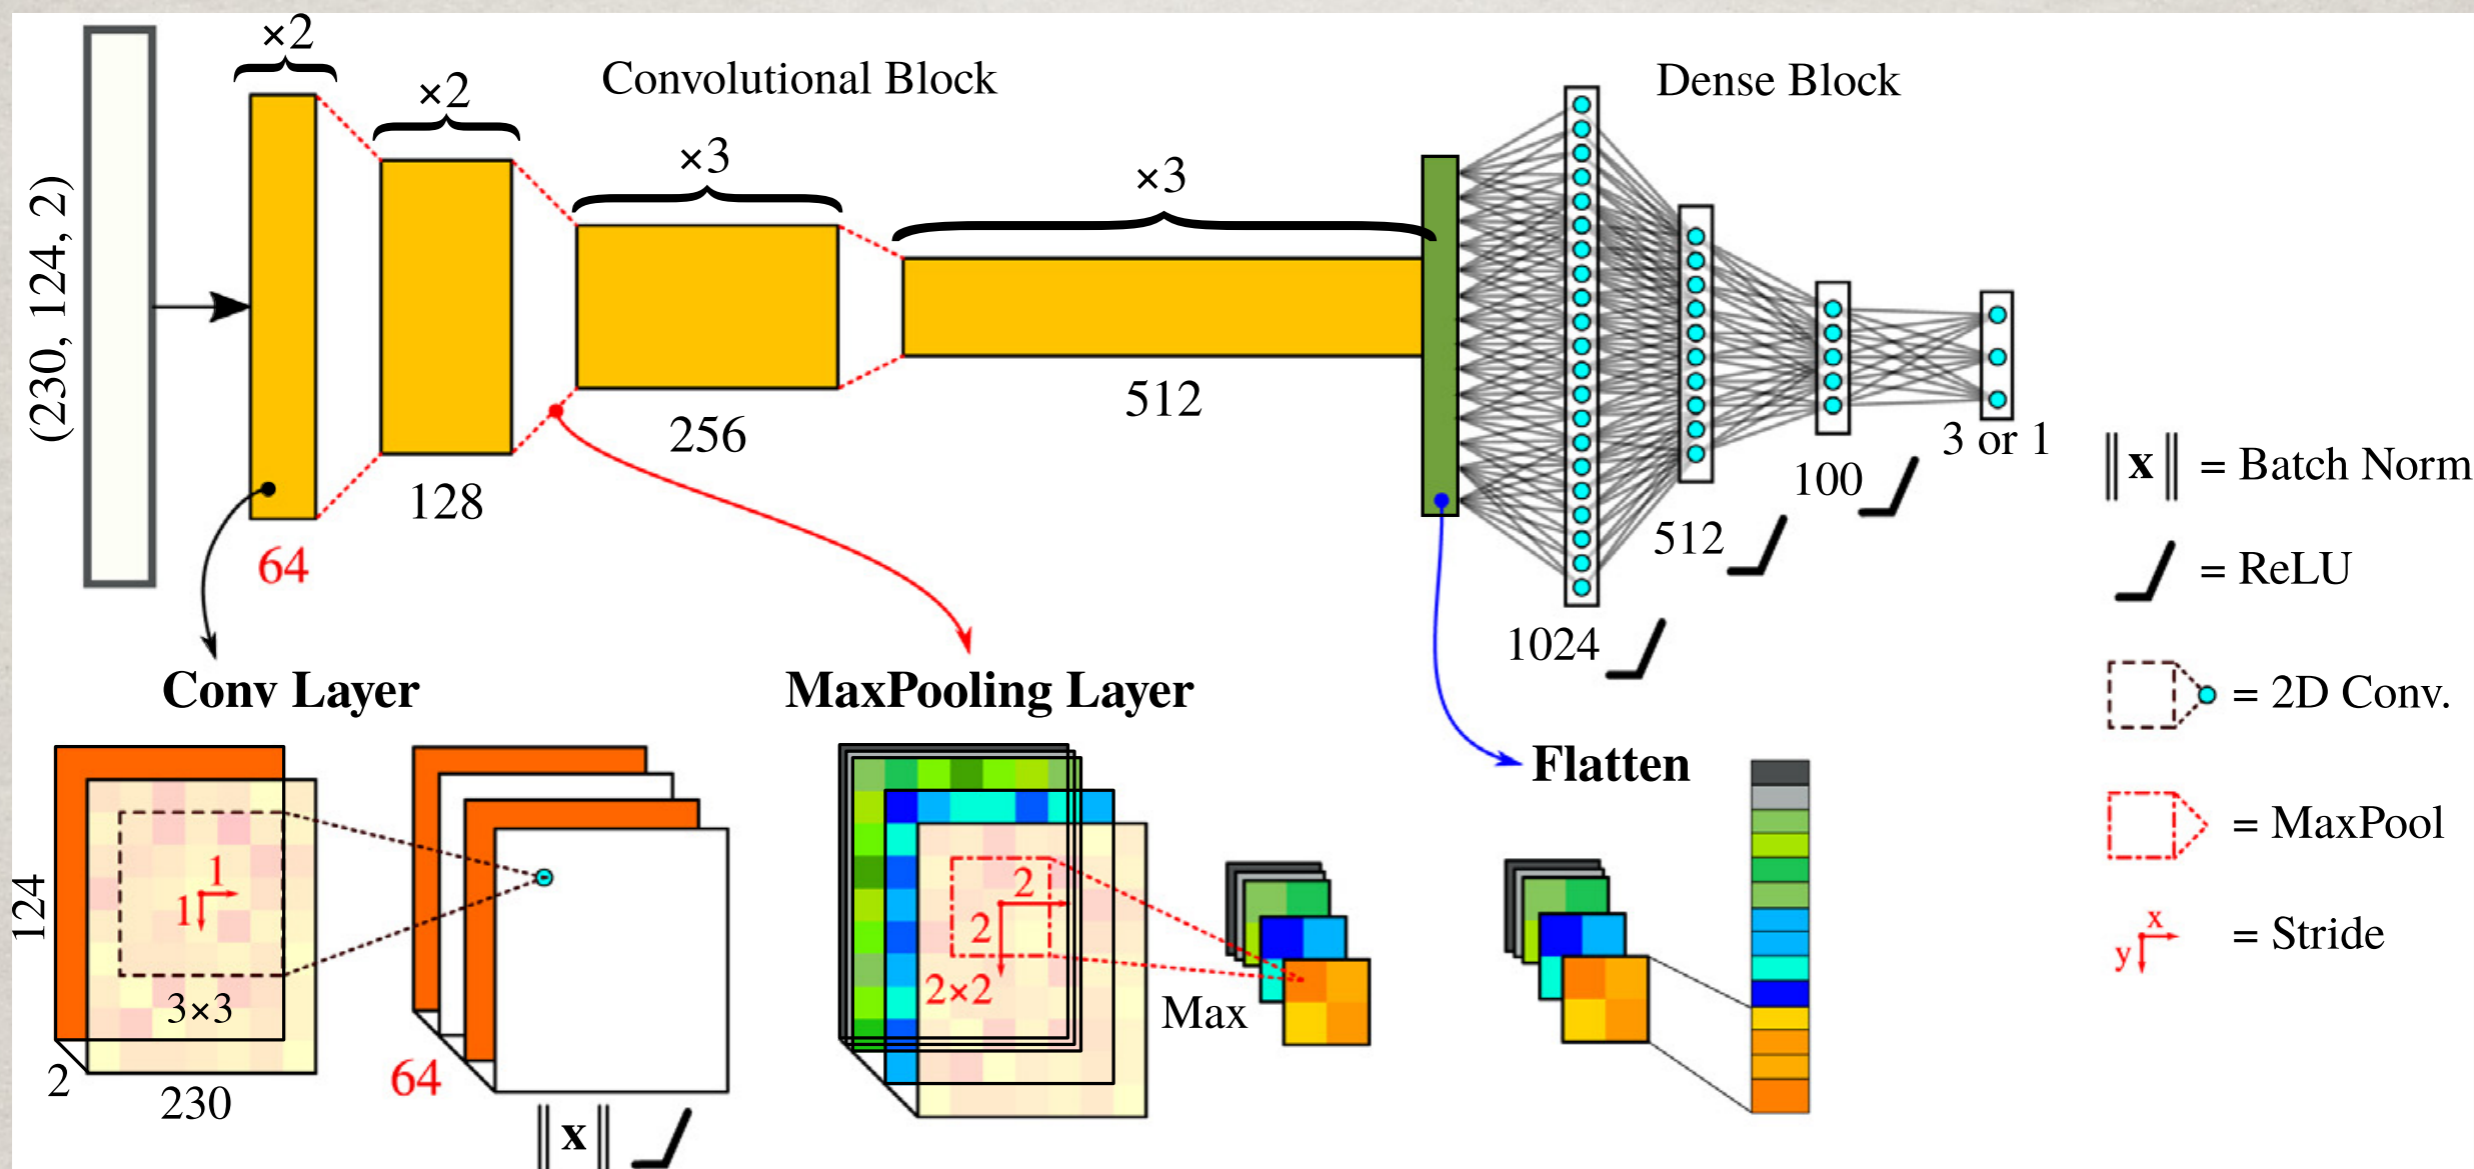 ×2
×2
Convolutional Block
Dense Block
×3
×3
(230, 124, 2)
64
128
256
512
1024
512
100
3 or 1
‖x‖ = Batch Norm
= ReLU
= 2D Conv.
= MaxPool
x
y
= Stride
Conv Layer
124
1
1
3×3
2
230
64
‖x‖
MaxPooling Layer
2
2
2×2
Max
Flatten